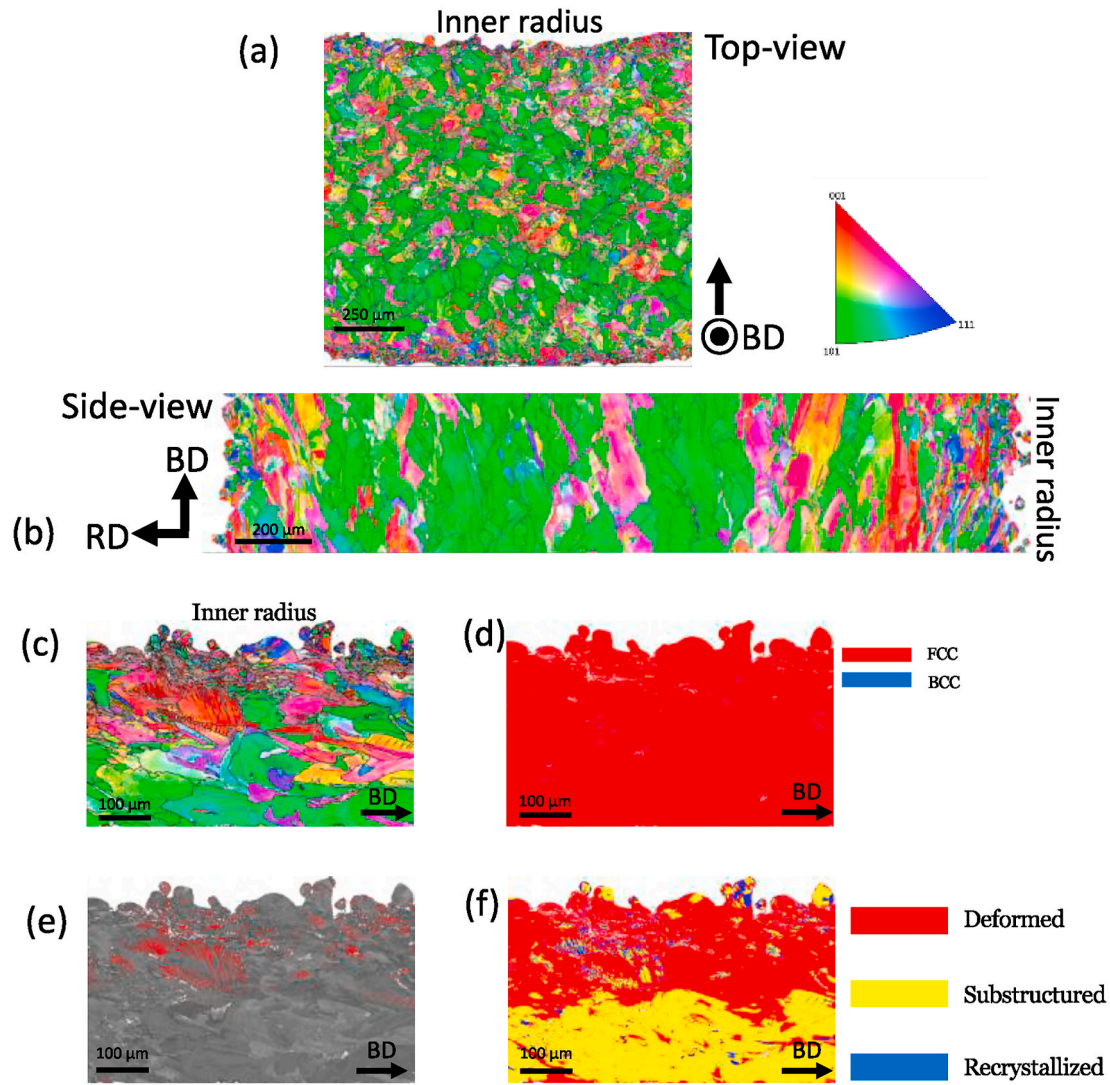 Inner radius
(a)
Top-view
250 μm
BD
001
111
101
Side-view
BD
RD
(b)
200 μm
Inner radius
Inner radius
(c)
100 μm
BD
(d)
FCC
BCC
100 μm
BD
(e)
100 μm
BD
(f)
100 μm
BD
Deformed
Substructured
Recrystallized